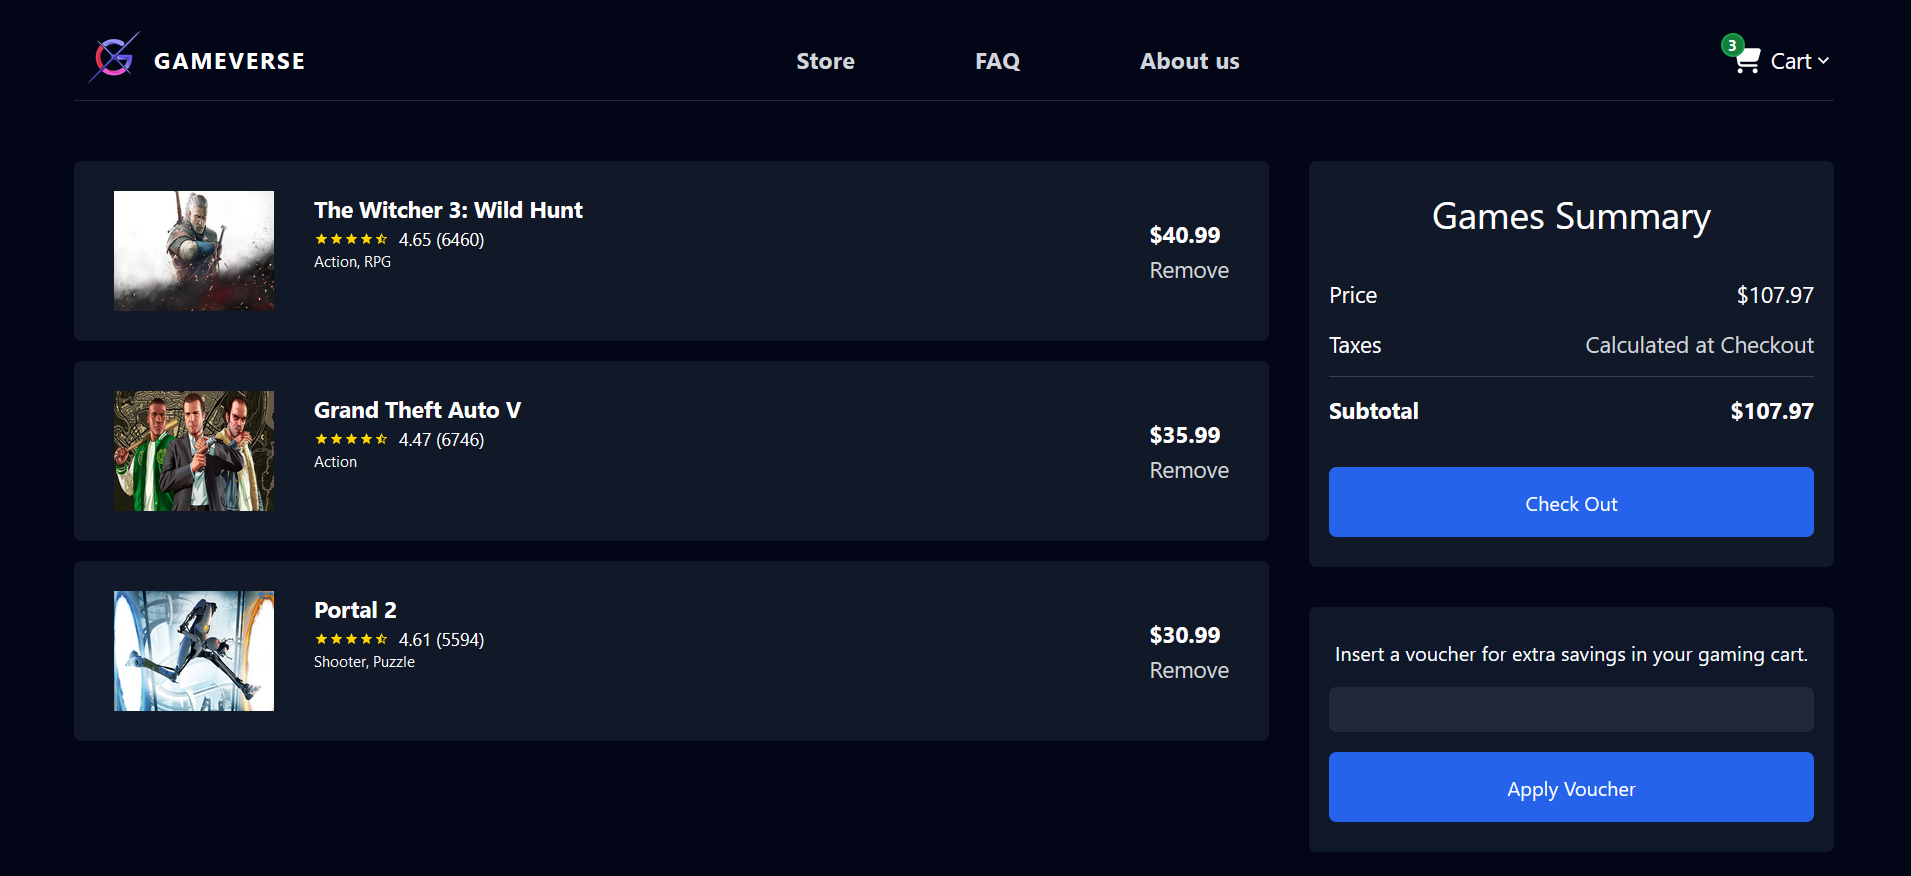 GAMEVERSE
Store
FAQ
About us
3
Cart
The Witcher 3: Wild Hunt
4.65 (6460)
Action, RPG
$40.99
Remove
Grand Theft Auto V
4.47 (6746)
Action
$35.99
Remove
Portal 2
4.61 (5594)
Shooter, Puzzle
$30.99
Remove
Games Summary
Price $107.97
Taxes Calculated at Checkout
Subtotal $107.97
Check Out
Insert a voucher for extra savings in your gaming cart.
Apply Voucher